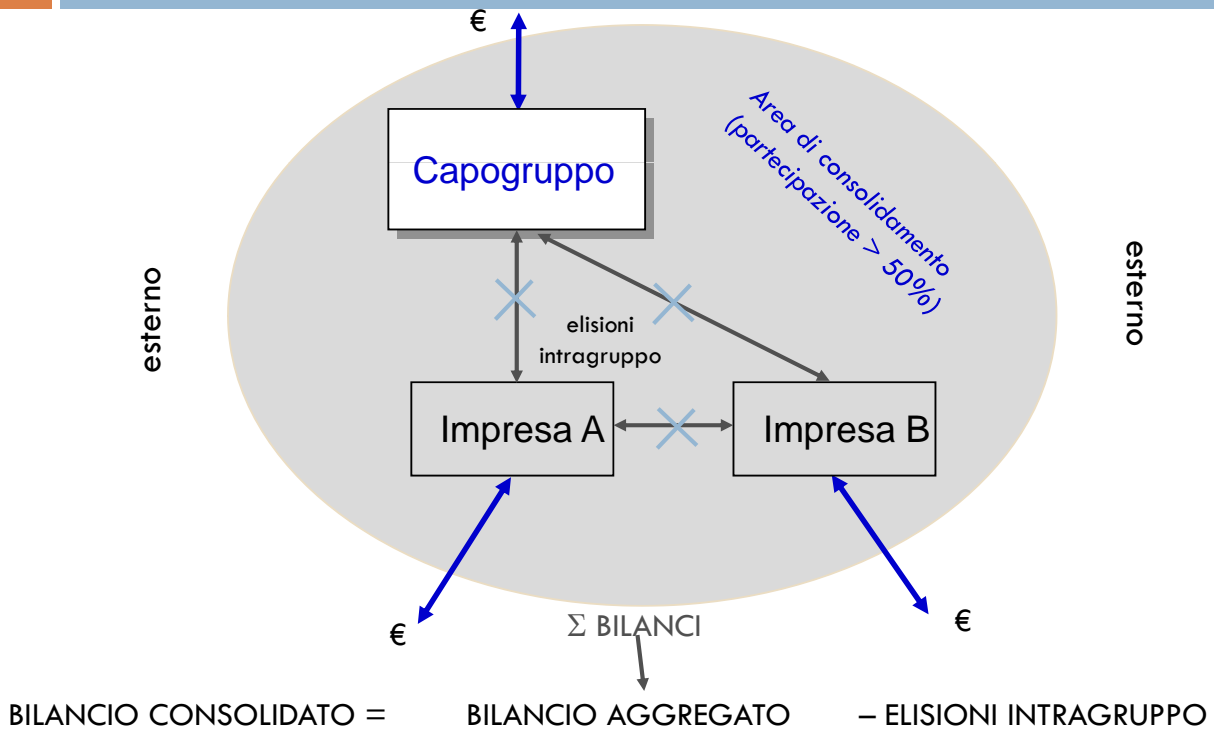 €
Capogruppo
Area di consolidamento
(partecipazione > 50%)
esterno
esterno
elisioni
intragruppo
Impresa A
Impresa B
€
€
Σ BILANCI
BILANCIO CONSOLIDATO = BILANCIO AGGREGATO – ELISIONI INTRAGRUPPO